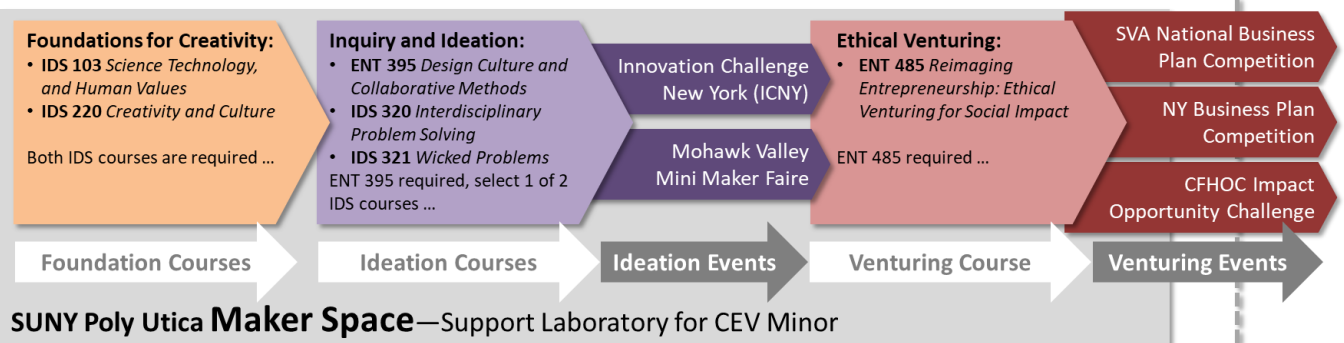 Foundations for Creativity:
• IDS 103 Science Technology,
and Human Values
• IDS 220 Creativity and Culture
Both IDS courses are required ...
Inquiry and Ideation:
• ENT 395 Design Culture and
Collaborative Methods
• IDS 320 Interdisciplinary
Problem Solving
• IDS 321 Wicked Problems
ENT 395 required, select 1 of 2
IDS courses ...
Innovation Challenge
New York (ICNY)
Mohawk Valley
Mini Maker Faire
Ethical Venturing:
• ENT 485 Reimaging
Entrepreneurship: Ethical
Venturing for Social Impact
ENT 485 required ...
SVA National Business
Plan Competition
NY Business Plan
Competition
CFHOC Impact
Opportunity Challenge
Foundation Courses
Ideation Courses
Ideation Events
Venturing Course
Venturing Events
SUNY Poly Utica Maker Space—Support Laboratory for CEV Minor